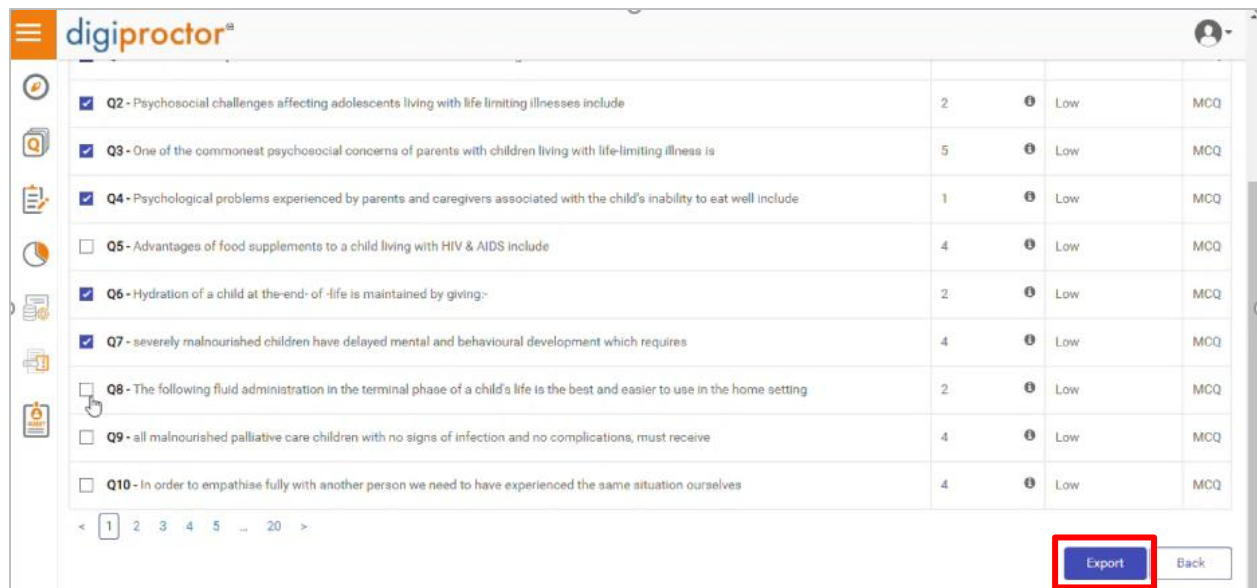 digiproctor
Q2 - Psychosocial challenges affecting adolescents living with life limiting illnesses include 2 Low MCQ
Q3 - One of the commonest psychosocial concerns of parents with children living with life-limiting illness is 5 Low MCQ
Q4 - Psychological problems experienced by parents and caregivers associated with the child's inability to eat well include 1 Low MCQ
Q5 - Advantages of food supplements to a child living with HIV & AIDS include 4 Low MCQ
Q6 - Hydration of a child at the-end- of -life is maintained by giving:- 2 Low MCQ
Q7 - severely malnourished children have delayed mental and behavioural development which requires 4 Low MCQ
Q8 - The following fluid administration in the terminal phase of a child's life is the best and easier to use in the home setting 2 Low MCQ
Q9 - all malnourished palliative care children with no signs of infection and no complications, must receive 4 Low MCQ
Q10 - In order to empathise fully with another person we need to have experienced the same situation ourselves 4 Low MCQ
< 1 2 3 4 5 ... 20 >
Export Back